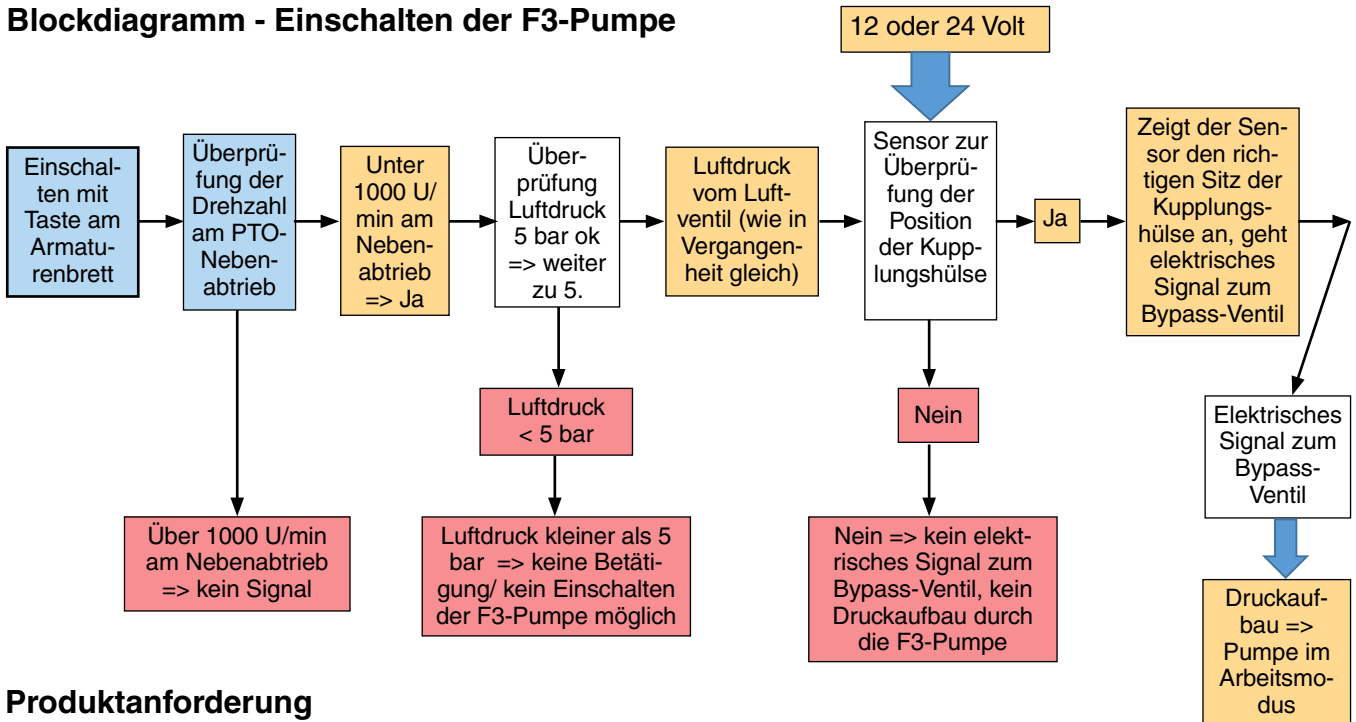 Blockdiagramm - Einschalten der F3-Pumpe
12 oder 24 Volt
Einschal-
ten mit
Taste am
Armatu-
renbrett
Überprü-
fung der
Drehzahl
am PTO-
Neben-
abtrieb
Unter
1000 U/
min am
Neben-
abtrieb
=> Ja
Über-
prüfung
Luftdruck
5 bar ok
=> weiter
zu 5.
Luftdruck
vom Luft-
ventil (wie in
Vergangen-
heit gleich)
Sensor zur
Überprü-
fung der
Position
der Kupp-
lungshülse
Ja
Zeigt der Sen-
sor den rich-
tigen Sitz der
Kupplungs-
hülse an, geht
elektrisches
Signal zum
Bypass-Ventil
Luftdruck
< 5 bar
Nein
Elektrisches
Signal zum
Bypass-
Ventil
Über 1000 U/min
am Nebenabtrieb
=> kein Signal
Luftdruck kleiner als 5
bar => keine Betäti-
gung/ kein Einschalten
der F3-Pumpe möglich
Nein => kein elekt-
risches Signal zum
Bypass-Ventil, kein
Druckaufbau durch
die F3-Pumpe
Druckauf-
bau =>
Pumpe im
Arbeitsmo-
dus
Produktanforderung